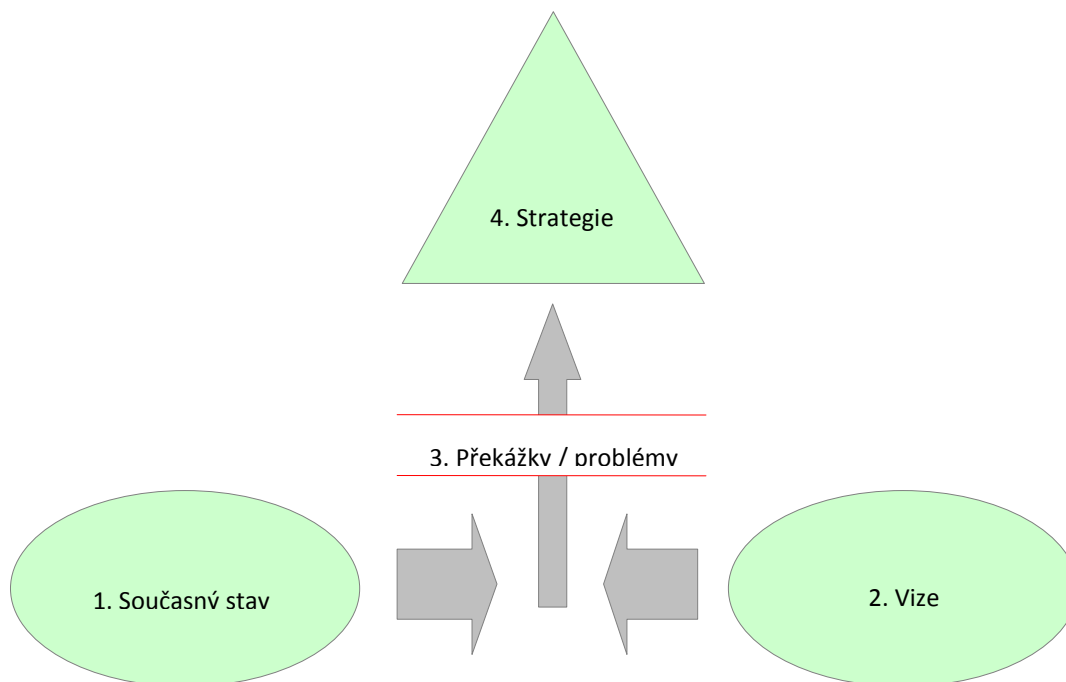 4. Strategie
3. Překážky / problémy
1. Současný stav
2. Vize